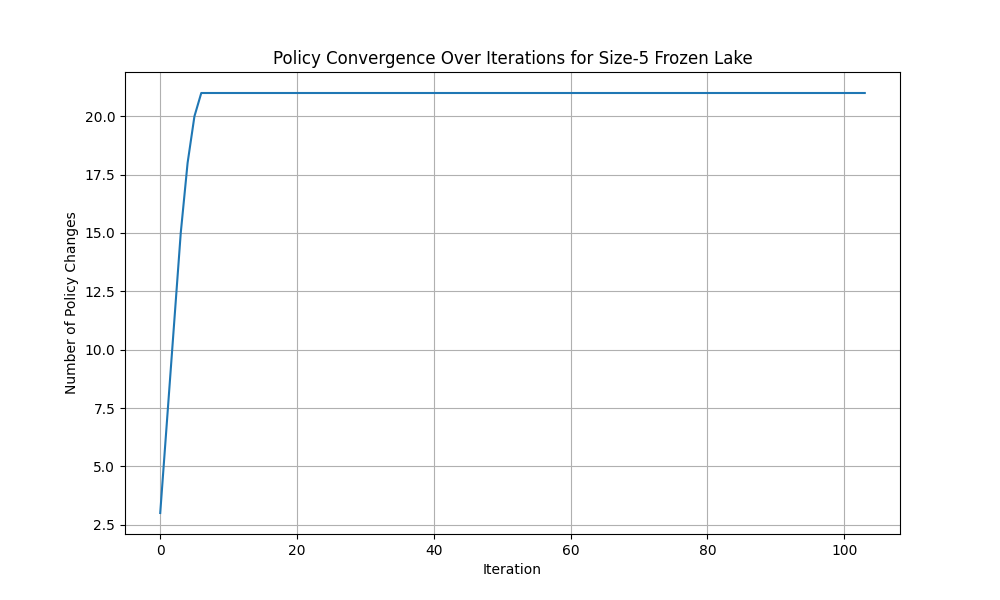 Policy Convergence Over Iterations for Size-5 Frozen Lake
Number of Policy Changes
20.0
17.5
15.0
12.5
10.0
7.5
5.0
2.5
0 20 40 60 80 100
Iteration